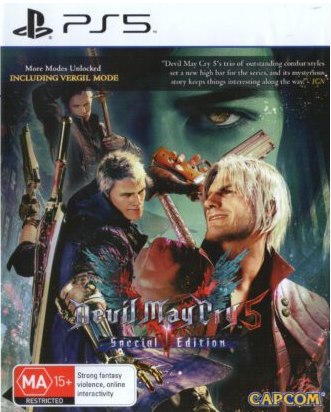 PS5
More Modes Unlocked
INCLUDING VERGIL MODE
"Devil May Cry 5's trio of outstanding combat styles
set a new high bar for the series, and its mysterious
story keeps things interesting along the way." - IGN
Devil May Cry 5
Special Edition
MA 15+
RESTRICTED
Strong fantasy
violence, online
interactivity
CAPCOM